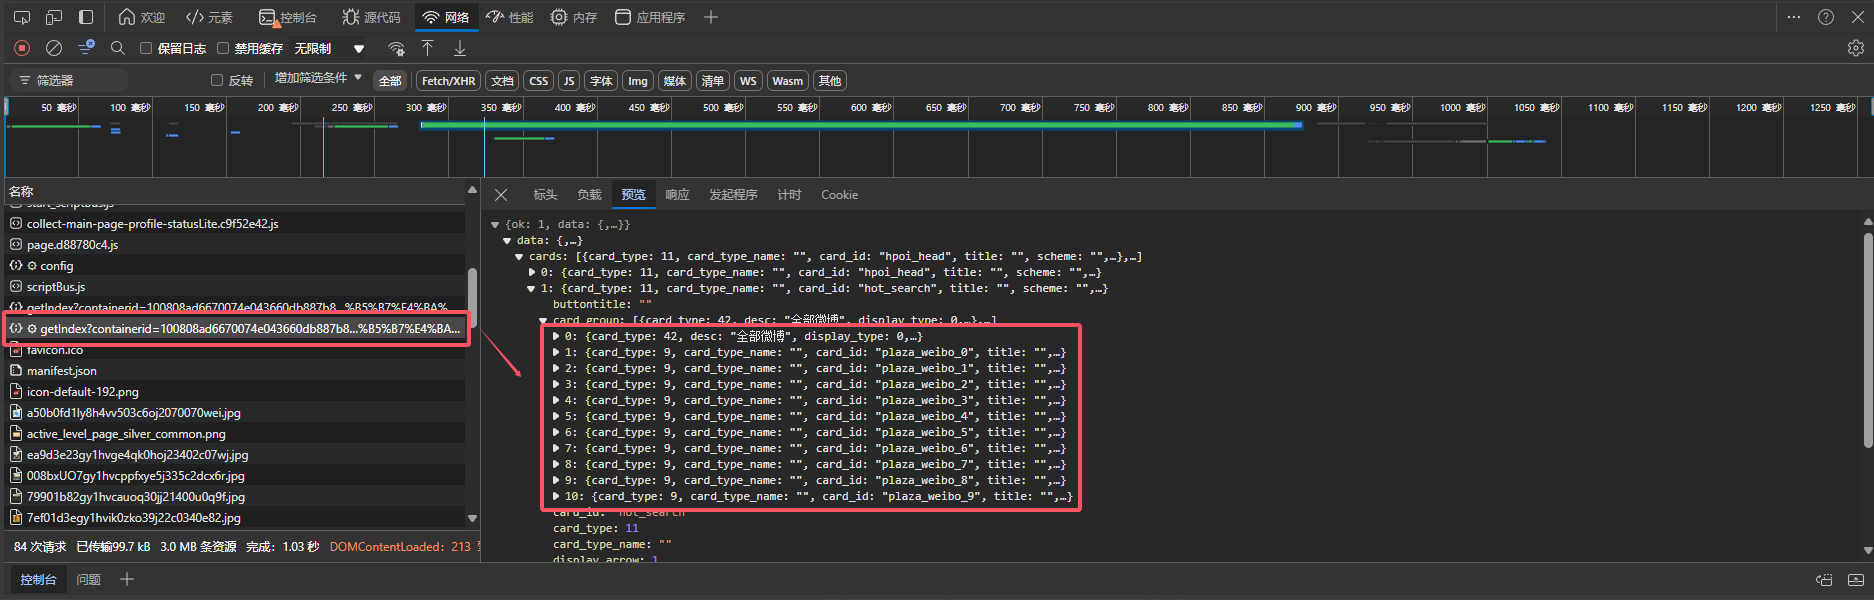 欢迎 元素 控制台 源代码 网络 性能 内存 应用程序
保留日志 禁用缓存 无限制
筛选器 反转 增加筛选条件 全部 Fetch/XHR 文档 CSS JS 字体 Img 媒体 清单 WS Wasm 其他
50 毫秒 100 毫秒 150 毫秒 200 毫秒 250 毫秒 300 毫秒 350 毫秒 400 毫秒 450 毫秒 500 毫秒 550 毫秒 600 毫秒 650 毫秒 700 毫秒 750 毫秒 800 毫秒 850 毫秒 900 毫秒 950 毫秒 1000 毫秒 1050 毫秒 1100 毫秒 1150 毫秒 1200 毫秒 1250 毫秒
名称
start_scriptBus.js
collect-main-page-profile-statusLite.c9f52e42.js
page.d88780c4.js
config
scriptBus.js
getIndex?containerid=100808ad6670074e043660db887b8...%B5%B7%E4%BA%...
getIndex?containerid=100808ad6670074e043660db887b8...%B5%B7%E4%BA...
favicon.ico
manifest.json
icon-default-192.png
a50b0fd1ly8h4vv503c6oj2070070wei.jpg
active_level_page_silver_common.png
ea9d3e23gy1hvge4qk0hoj23402c07wj.jpg
008bxUO7gy1hvcppfxye5j335c2dcx6r.jpg
79901b82gy1hvcauoq30jj21400u0q9f.jpg
7ef01d3egy1hvik0zko39j22c0340e82.jpg
84 次请求 已传输99.7 kB 3.0 MB 条资源 完成：1.03 秒 DOMContentLoaded：213
标头 负载 预览 响应 发起程序 计时 Cookie
{ok: 1, data: {,…}}
data: {,…}
cards: [{card_type: 11, card_type_name: "", card_id: "hpoi_head", title: "", scheme: "",…},…]
0: {card_type: 11, card_type_name: "", card_id: "hpoi_head", title: "", scheme: "",…}
1: {card_type: 11, card_type_name: "", card_id: "hot_search", title: "", scheme: "",…}
buttontitle: ""
card_group: [{card_type: 42, desc: "全部微博", display_type: 0,…},…]
0: {card_type: 42, desc: "全部微博", display_type: 0,…}
1: {card_type: 9, card_type_name: "", card_id: "plaza_weibo_0", title: "",…}
2: {card_type: 9, card_type_name: "", card_id: "plaza_weibo_1", title: "",…}
3: {card_type: 9, card_type_name: "", card_id: "plaza_weibo_2", title: "",…}
4: {card_type: 9, card_type_name: "", card_id: "plaza_weibo_3", title: "",…}
5: {card_type: 9, card_type_name: "", card_id: "plaza_weibo_4", title: "",…}
6: {card_type: 9, card_type_name: "", card_id: "plaza_weibo_5", title: "",…}
7: {card_type: 9, card_type_name: "", card_id: "plaza_weibo_6", title: "",…}
8: {card_type: 9, card_type_name: "", card_id: "plaza_weibo_7", title: "",…}
9: {card_type: 9, card_type_name: "", card_id: "plaza_weibo_8", title: "",…}
10: {card_type: 9, card_type_name: "", card_id: "plaza_weibo_9", title: "",…}
card_id: "hot_search"
card_type: 11
card_type_name: ""
display_arrow: 1
控制台 问题